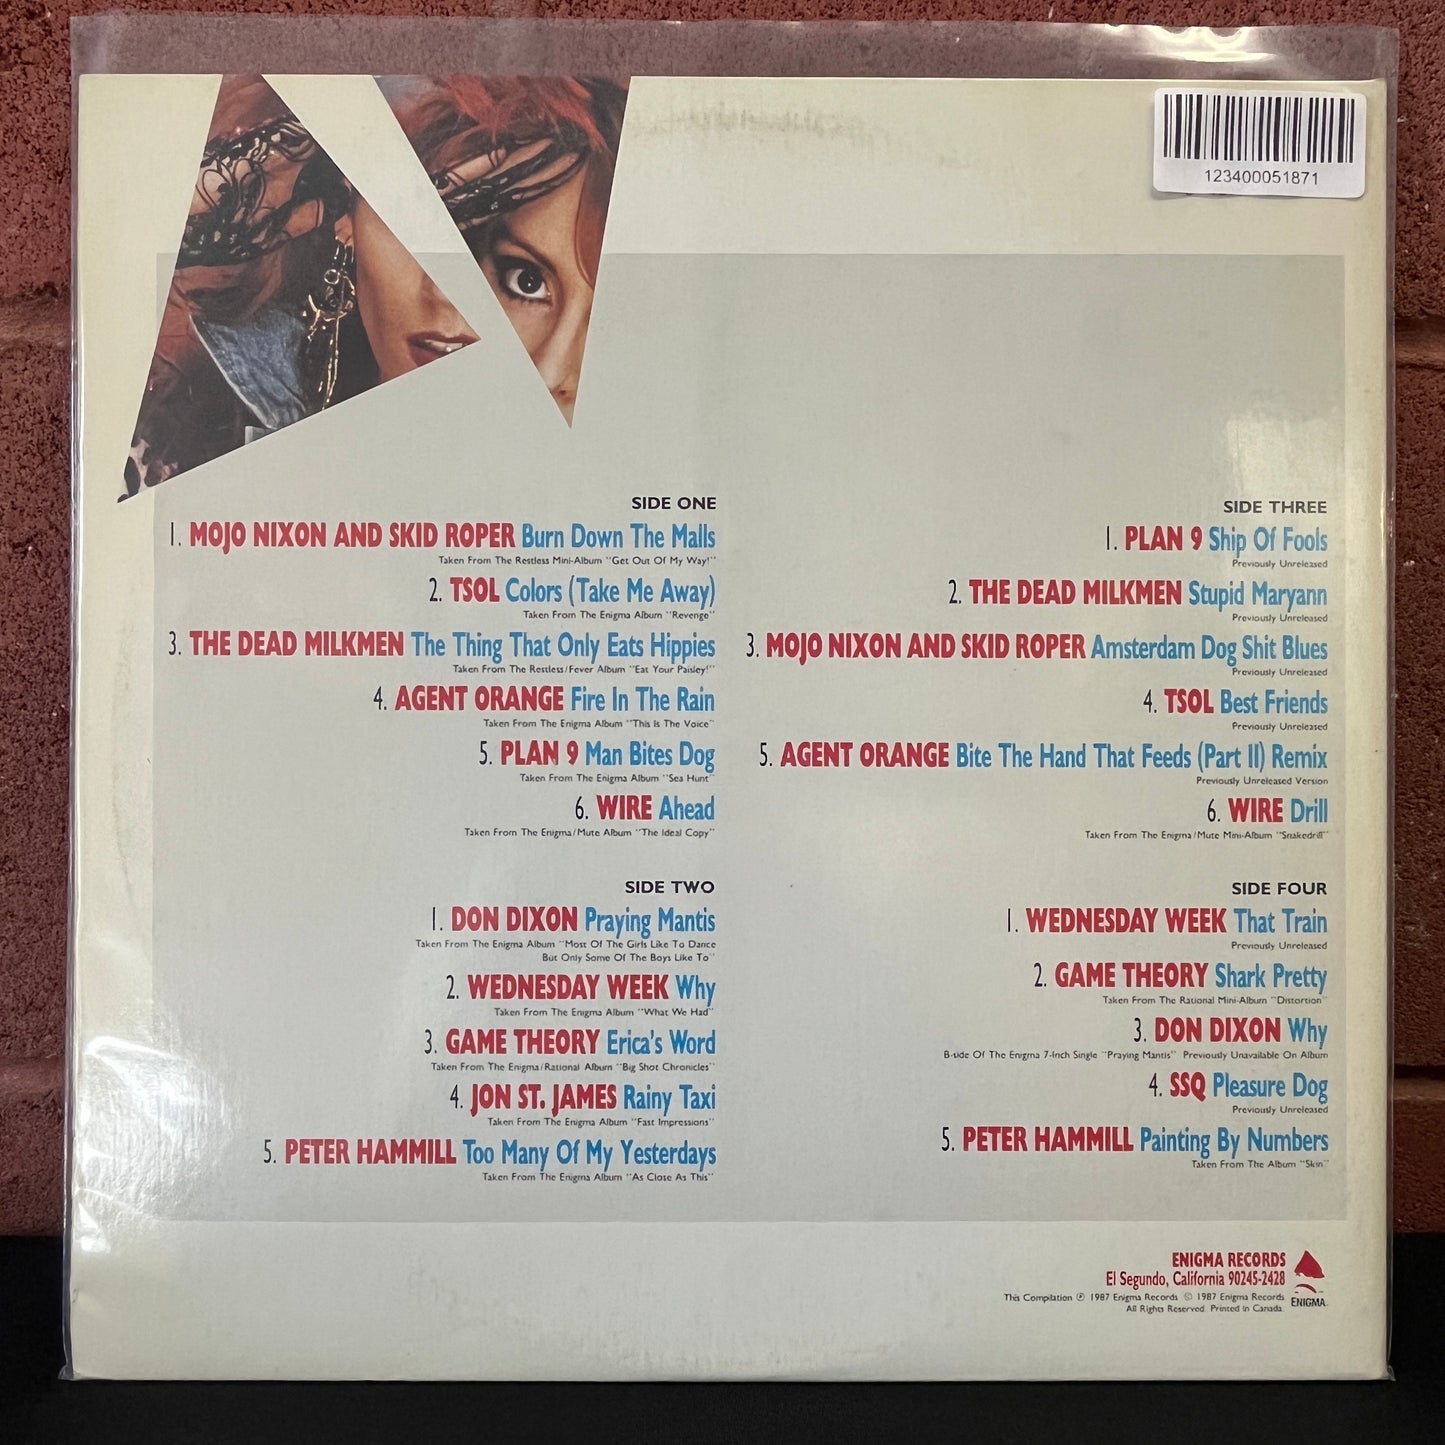 123400051871
SIDE ONE
1. MOJO NIXON AND SKID ROPER Burn Down The Malls
Taken From The Restless Mini-Album "Get Out Of My Way!"
2. TSOL Colors (Take Me Away)
Taken From The Enigma Album "Revenge"
3. THE DEAD MILKMEN The Thing That Only Eats Hippies
Taken From The Restless/Fever Album "Eat Your Paisley!"
4. AGENT ORANGE Fire In The Rain
Taken From The Enigma Album "This Is The Voice"
5. PLAN 9 Man Bites Dog
Taken From The Enigma Album "Sea Hunt"
6. WIRE Ahead
Taken From The Enigma/Mute Album "The Ideal Copy"
SIDE TWO
1. DON DIXON Praying Mantis
Taken From The Enigma Album "Most Of The Girls Like To Dance
But Only Some Of The Boys Like To"
2. WEDNESDAY WEEK Why
Taken From The Enigma Album "What We Had"
3. GAME THEORY Erica's Word
Taken From The Enigma/Rational Album "Big Shot Chronicles"
4. JON ST. JAMES Rainy Taxi
Taken From The Enigma Album "Fast Impressions"
5. PETER HAMMILL Too Many Of My Yesterdays
Taken From The Enigma Album "As Close As This"
SIDE THREE
1. PLAN 9 Ship Of Fools
Previously Unreleased
2. THE DEAD MILKMEN Stupid Maryann
Previously Unreleased
3. MOJO NIXON AND SKID ROPER Amsterdam Dog Shit Blues
Previously Unreleased
4. TSOL Best Friends
Previously Unreleased
5. AGENT ORANGE Bite The Hand That Feeds (Part II) Remix
Previously Unreleased Version
6. WIRE Drill
Taken From The Enigma/Mute Mini-Album "Snakedrill"
SIDE FOUR
1. WEDNESDAY WEEK That Train
Previously Unreleased
2. GAME THEORY Shark Pretty
Taken From The Rational Mini-Album "Distortion"
3. DON DIXON Why
B-side Of The Enigma 7-Inch Single "Praying Mantis" Previously Unavailable On Album
4. SSQ Pleasure Dog
Previously Unreleased
5. PETER HAMMILL Painting By Numbers
Taken From The Album "Skin"
ENIGMA RECORDS
El Segundo, California 90245-2428
This Compilation ℗ 1987 Enigma Records © 1987 Enigma Records
All Rights Reserved. Printed In Canada.
ENIGMA